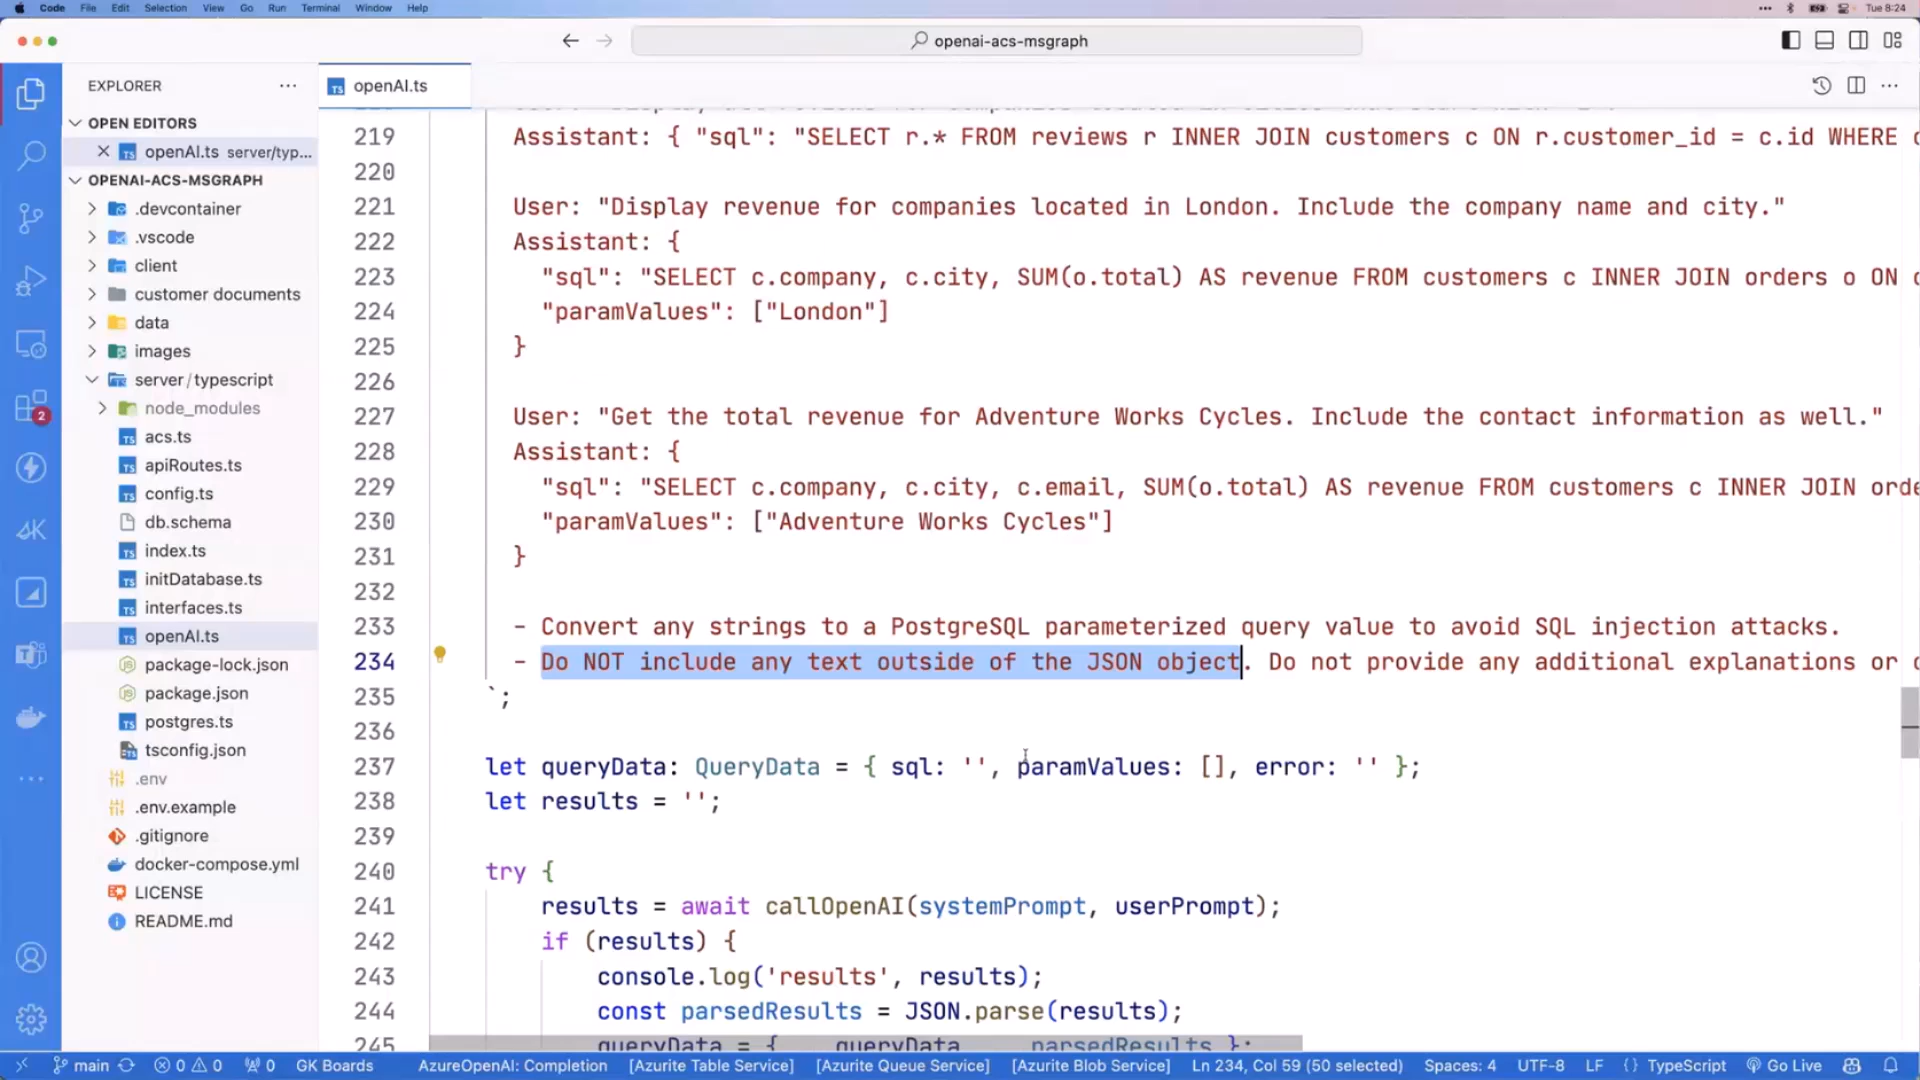 Code File Edit Selection View Go Run Terminal Window Help
Tue 8:24
openai-acs-msgraph
EXPLORER
OPEN EDITORS
openAI.ts server/typ...
OPENAI-ACS-MSGRAPH
.devcontainer
.vscode
client
customer documents
data
images
server/typescript
node_modules
acs.ts
apiRoutes.ts
config.ts
db.schema
index.ts
initDatabase.ts
interfaces.ts
openAI.ts
package-lock.json
package.json
postgres.ts
tsconfig.json
.env
.env.example
.gitignore
docker-compose.yml
LICENSE
README.md
2
openAI.ts
219 Assistant: { "sql": "SELECT r.* FROM reviews r INNER JOIN customers c ON r.customer_id = c.id WHERE
220
221 User: "Display revenue for companies located in London. Include the company name and city."
222 Assistant: {
223 "sql": "SELECT c.company, c.city, SUM(o.total) AS revenue FROM customers c INNER JOIN orders o ON
224 "paramValues": ["London"]
225 }
226
227 User: "Get the total revenue for Adventure Works Cycles. Include the contact information as well."
228 Assistant: {
229 "sql": "SELECT c.company, c.city, c.email, SUM(o.total) AS revenue FROM customers c INNER JOIN orde
230 "paramValues": ["Adventure Works Cycles"]
231 }
232
233 - Convert any strings to a PostgreSQL parameterized query value to avoid SQL injection attacks.
234 - Do NOT include any text outside of the JSON object. Do not provide any additional explanations or
235 `;
236
237 let queryData: QueryData = { sql: '', paramValues: [], error: '' };
238 let results = '';
239
240 try {
241 results = await callOpenAI(systemPrompt, userPrompt);
242 if (results) {
243 console.log('results', results);
244 const parsedResults = JSON.parse(results);
245 queryData = { queryData parsedResults };
main 0 0 0 GK Boards AzureOpenAI: Completion [Azurite Table Service] [Azurite Queue Service] [Azurite Blob Service] Ln 234, Col 59 (50 selected) Spaces: 4 UTF-8 LF {} TypeScript Go Live